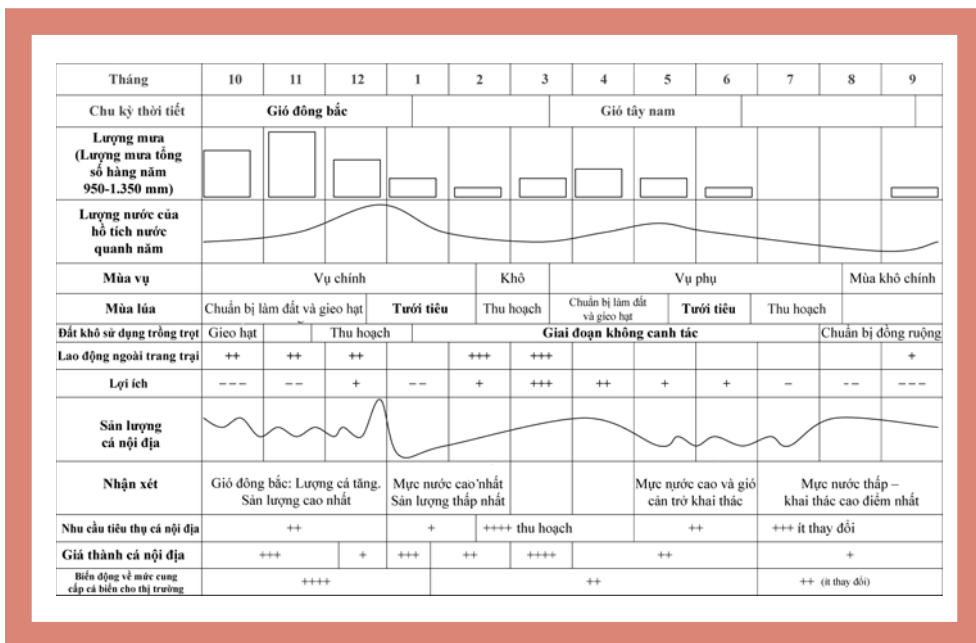 Tháng 10 11 12 1 2 3 4 5 6 7 8 9
Chu kỳ thời tiết Gió đông bắc Gió tây nam
Lượng mưa
(Lượng mưa tổng
số hàng năm
950-1.350 mm)
Lượng nước của
hồ tích nước
quanh năm
Mùa vụ Vụ chính Khô Vụ phụ Mùa khô chính
Mùa lúa Chuẩn bị làm đất và gieo hạt Tưới tiêu Thu hoạch Chuẩn bị làm đất
và gieo hạt Tưới tiêu Thu hoạch
Đất khô sử dụng trồng trọt Gieo hạt Thu hoạch Giai đoạn không canh tác Chuẩn bị đồng ruộng
Lao động ngoài trang trại ++ ++ ++ +++ +++ +
Lợi ích – – – – – + – – + +++ ++ + + – – – – – –
Sản lượng
cá nội địa
Nhận xét
Gió đông bắc: Lượng cá tăng.
Sản lượng cao nhất
Mực nước cao nhất
Sản lượng thấp nhất
Mực nước cao và gió
cản trở khai thác
Mực nước thấp –
khai thác cao điểm nhất
Nhu cầu tiêu thụ cá nội địa ++ + ++++ thu hoạch ++ +++ ít thay đổi
Giá thành cá nội địa +++ + +++ ++ ++++ ++ +
Biến động về mức cung
cấp cá biển cho thị trường ++++ ++ ++ (ít thay đổi)